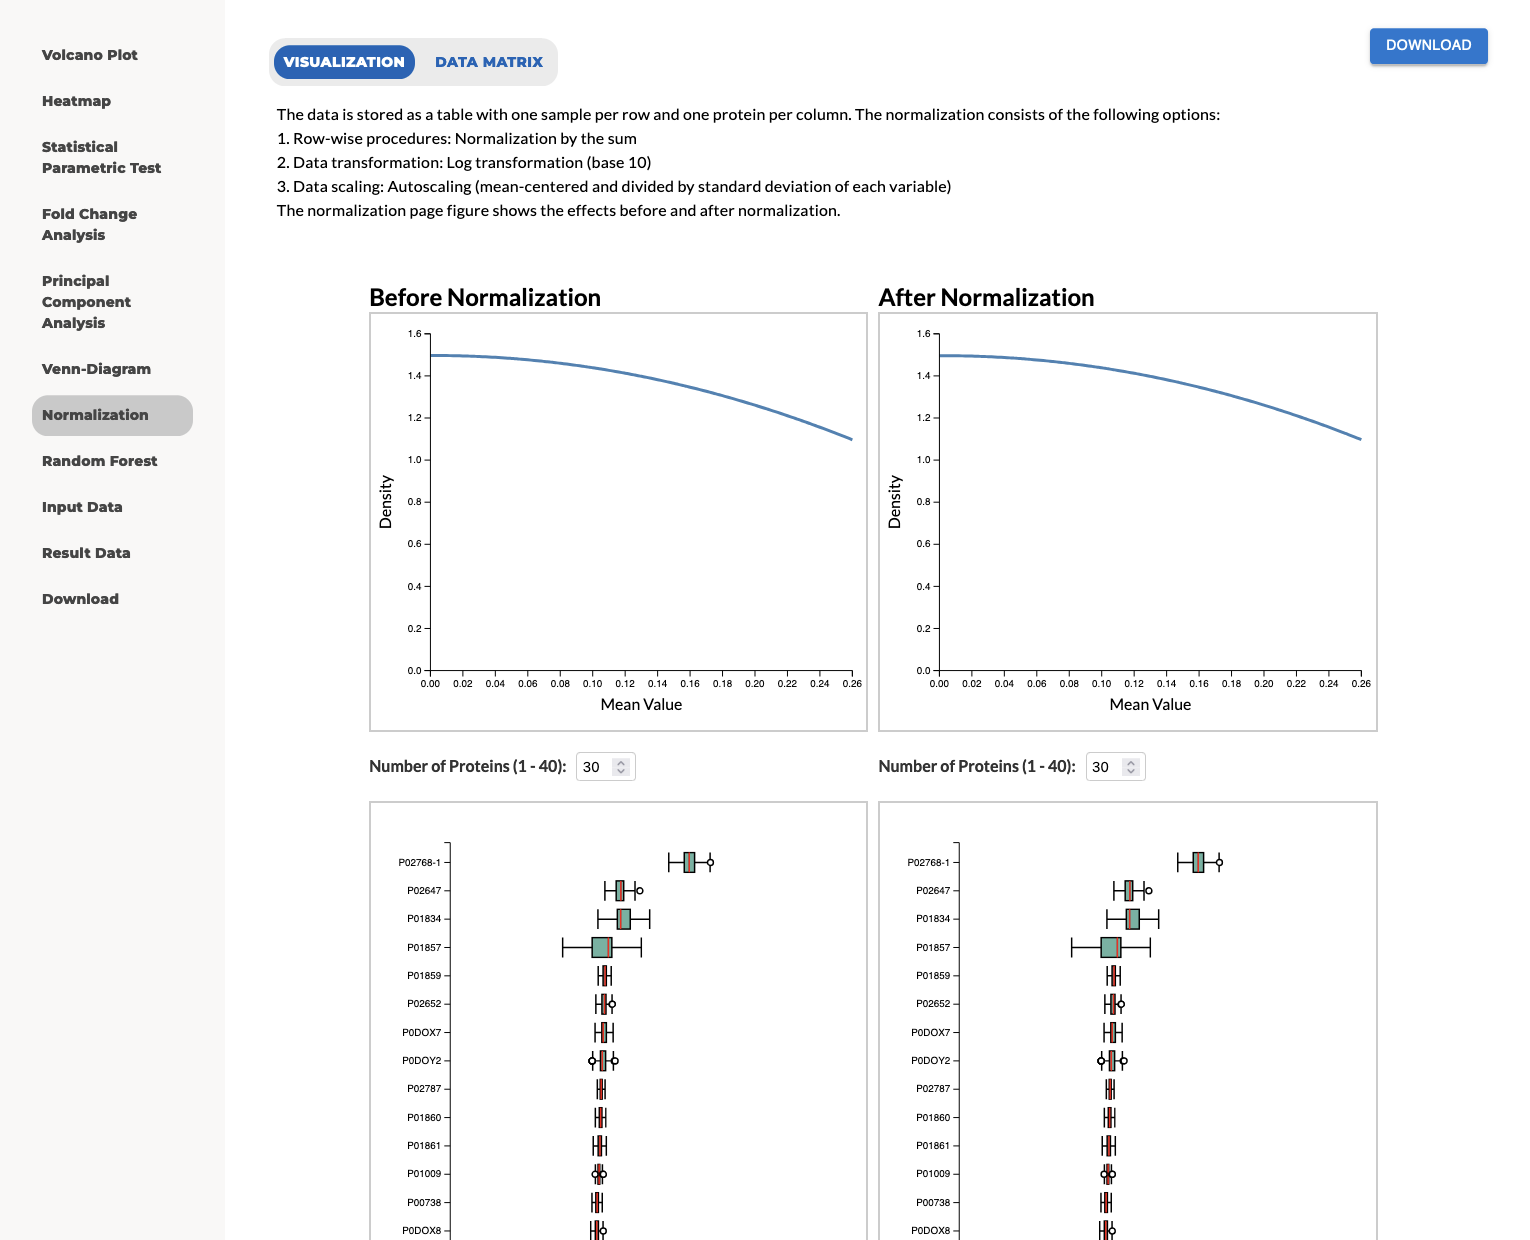 Volcano Plot
Heatmap
Statistical
Parametric Test
Fold Change
Analysis
Principal
Component
Analysis
Venn-Diagram
Normalization
Random Forest
Input Data
Result Data
Download
VISUALIZATION DATA MATRIX
DOWNLOAD
The data is stored as a table with one sample per row and one protein per column. The normalization consists of the following options:
1. Row-wise procedures: Normalization by the sum
2. Data transformation: Log transformation (base 10)
3. Data scaling: Autoscaling (mean-centered and divided by standard deviation of each variable)
The normalization page figure shows the effects before and after normalization.
Before Normalization
1.6
1.4
1.2
1.0
0.8
0.6
0.4
0.2
0.0
Density
0.00 0.02 0.04 0.06 0.08 0.10 0.12 0.14 0.16 0.18 0.20 0.22 0.24 0.26
Mean Value
After Normalization
1.6
1.4
1.2
1.0
0.8
0.6
0.4
0.2
0.0
Density
0.00 0.02 0.04 0.06 0.08 0.10 0.12 0.14 0.16 0.18 0.20 0.22 0.24 0.26
Mean Value
Number of Proteins (1 - 40): 30
Number of Proteins (1 - 40): 30
P02768-1
P02647
P01834
P01857
P01859
P02652
P0DOX7
P0DOY2
P02787
P01860
P01861
P01009
P00738
P0DOX8
P02768-1
P02647
P01834
P01857
P01859
P02652
P0DOX7
P0DOY2
P02787
P01860
P01861
P01009
P00738
P0DOX8